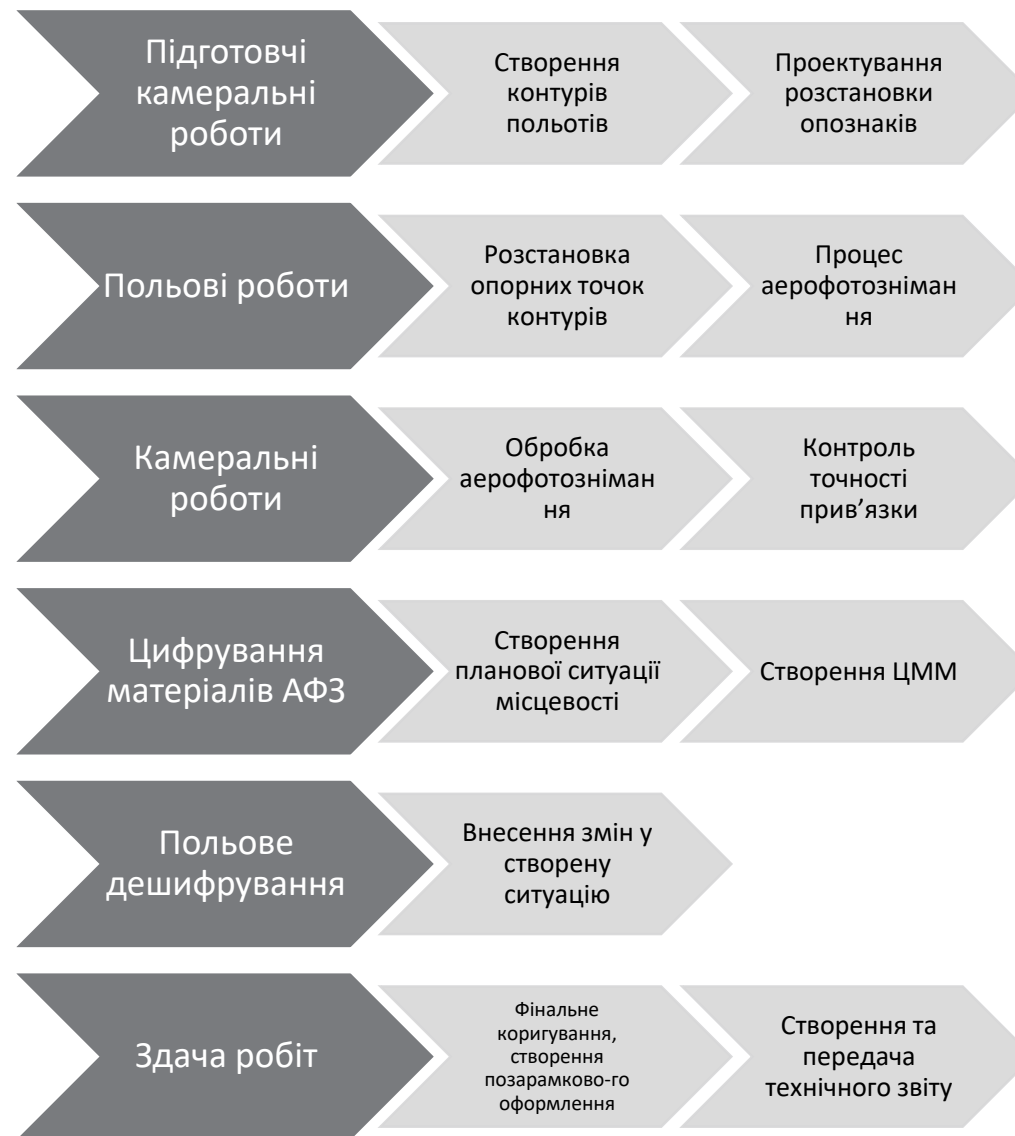 Підготовчі
камеральні
роботи
Створення
контурів
польотів
Проектування
розстановки
опознаків
Польові роботи
Розстановка
опорних точок
контурів
Процес
аерофотозніман
ня
Камеральні
роботи
Обробка
аерофотозніман
ня
Контроль
точності
прив’язки
Цифрування
матеріалів АФЗ
Створення
планової ситуації
місцевості
Створення ЦММ
Польове
дешифрування
Внесення змін у
створену
ситуацію
Здача робіт
Фінальне
коригування,
створення
позарамково-го
оформлення
Створення та
передача
технічного звіту